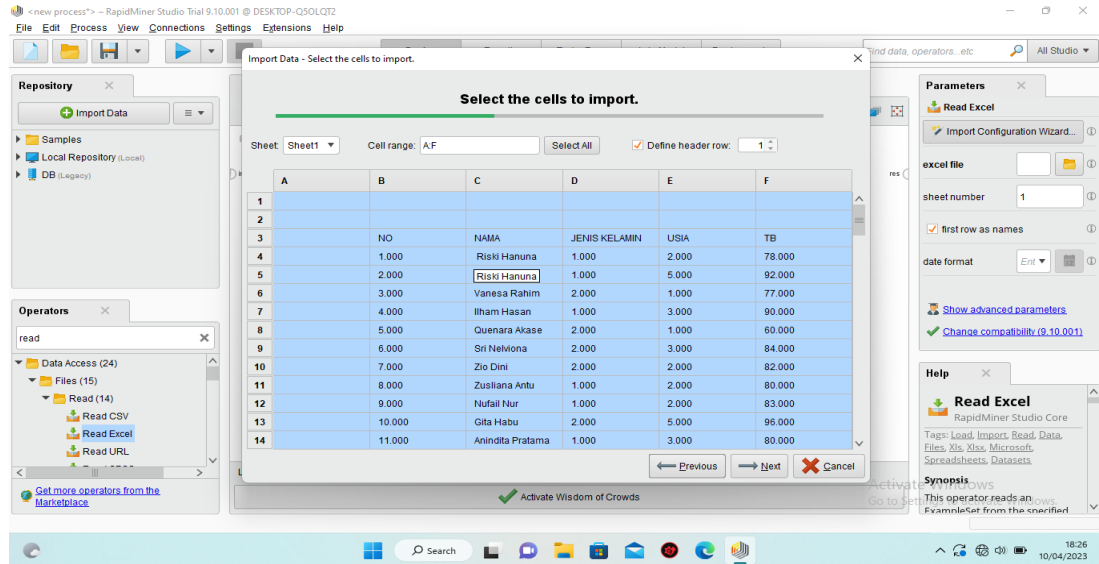 <new process*> – RapidMiner Studio Trial 9.10.001 @ DESKTOP-Q5OLQT2
File Edit Process View Connections Settings Extensions Help
Find data, operators...etc All Studio
Repository
Import Data
Samples
Local Repository (Local)
DB (Legacy)
Operators
read
Data Access (24)
Files (15)
Read (14)
Read CSV
Read Excel
Read URL
Get more operators from the
Marketplace
Import Data - Select the cells to import.
Select the cells to import.
Sheet: Sheet1 Cell range: A:F Select All Define header row: 1
A B C D E F
1
2
3 NO NAMA JENIS KELAMIN USIA TB
4 1.000 Riski Hanuna 1.000 2.000 78.000
5 2.000 Riski Hanuna 1.000 5.000 92.000
6 3.000 Vanesa Rahim 2.000 1.000 77.000
7 4.000 Ilham Hasan 1.000 3.000 90.000
8 5.000 Quenara Akase 2.000 1.000 60.000
9 6.000 Sri Nelviona 2.000 3.000 84.000
10 7.000 Zio Dini 2.000 2.000 82.000
11 8.000 Zusliana Antu 1.000 2.000 80.000
12 9.000 Nufail Nur 1.000 2.000 83.000
13 10.000 Gita Habu 2.000 5.000 96.000
14 11.000 Anindita Pratama 1.000 3.000 80.000
Previous Next Cancel
Activate Wisdom of Crowds
res
Parameters
Read Excel
Import Configuration Wizard...
excel file
sheet number 1
first row as names
date format Ent
Show advanced parameters
Change compatibility (9.10.001)
Help
Read Excel
RapidMiner Studio Core
Tags: Load, Import, Read, Data,
Files, Xls, Xlsx, Microsoft,
Spreadsheets, Datasets
Synopsis
This operator reads an
ExampleSet from the specified
Activate Windows
Go to Settings to activate Windows.
Search
18:26
10/04/2023